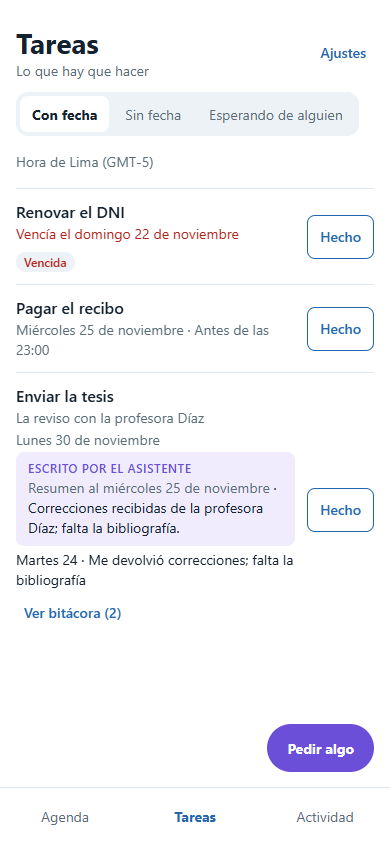 Tareas
Ajustes
Lo que hay que hacer
Con fecha
Sin fecha
Esperando de alguien
Hora de Lima (GMT-5)
Renovar el DNI
Vencía el domingo 22 de noviembre
Vencida
Hecho
Pagar el recibo
Miércoles 25 de noviembre · Antes de las
23:00
Hecho
Enviar la tesis
La reviso con la profesora Díaz
Lunes 30 de noviembre
ESCRITO POR EL ASISTENTE
Resumen al miércoles 25 de noviembre ·
Correcciones recibidas de la profesora
Díaz; falta la bibliografía.
Hecho
Martes 24 · Me devolvió correcciones; falta la
bibliografía
Ver bitácora (2)
Pedir algo
Agenda
Tareas
Actividad